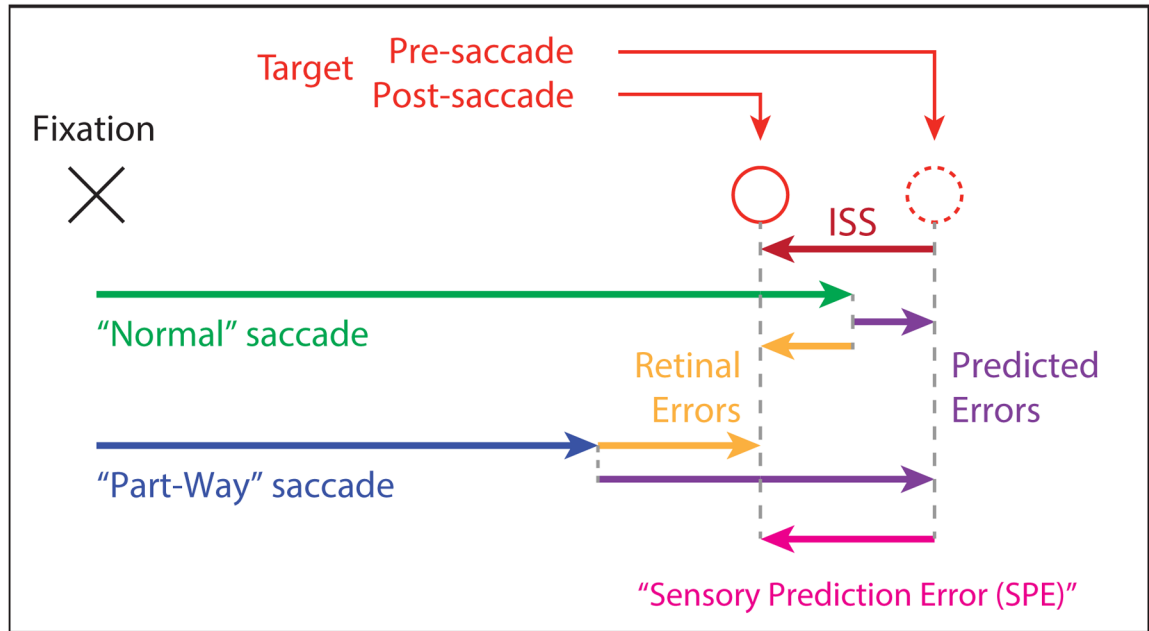 Target
Pre-saccade
Post-saccade
Fixation
ISS
“Normal” saccade
Retinal
Errors
Predicted
Errors
“Part-Way” saccade
“Sensory Prediction Error (SPE)”